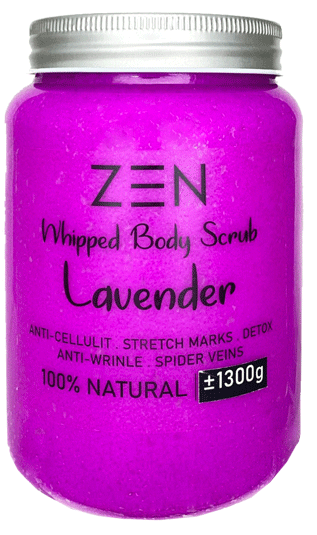 ZEN
Whipped Body Scrub
Lavender
ANTI-CELLULIT . STRETCH MARKS . DETOX
ANTI-WRINLE . SPIDER VEINS
100% NATURAL ±1300g